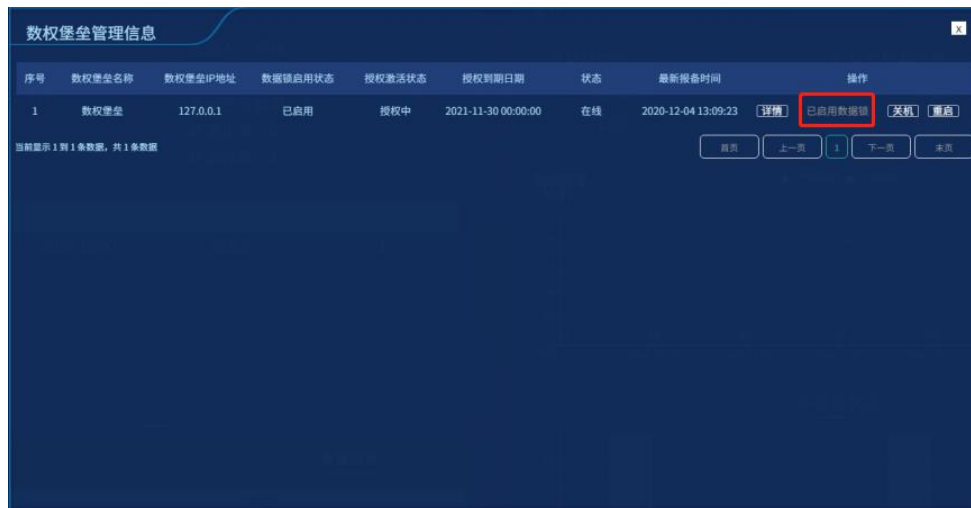 数权堡垒管理信息
X
序号 数权堡垒名称 数权堡垒IP地址 数据锁启用状态 授权激活状态 授权到期日期 状态 最新报备时间 操作
1 数权堡垒 127.0.0.1 已启用 授权中 2021-11-30 00:00:00 在线 2020-12-04 13:09:23 详情 已启用数据锁 关机 重启
当前显示 1 到 1 条数据，共 1 条数据 首页 上一页 1 下一页 末页